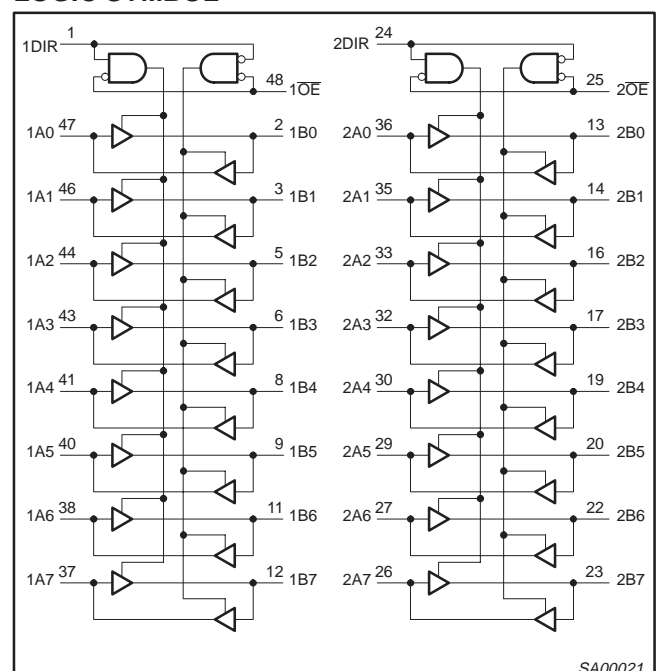 LOGIC SYMBOL
1DIR 1 2DIR 24
48 1OE 25 2OE
1A0 47 2 1B0 2A0 36 13 2B0
1A1 46 3 1B1 2A1 35 14 2B1
1A2 44 5 1B2 2A2 33 16 2B2
1A3 43 6 1B3 2A3 32 17 2B3
1A4 41 8 1B4 2A4 30 19 2B4
1A5 40 9 1B5 2A5 29 20 2B5
1A6 38 11 1B6 2A6 27 22 2B6
1A7 37 12 1B7 2A7 26 23 2B7
SA00021